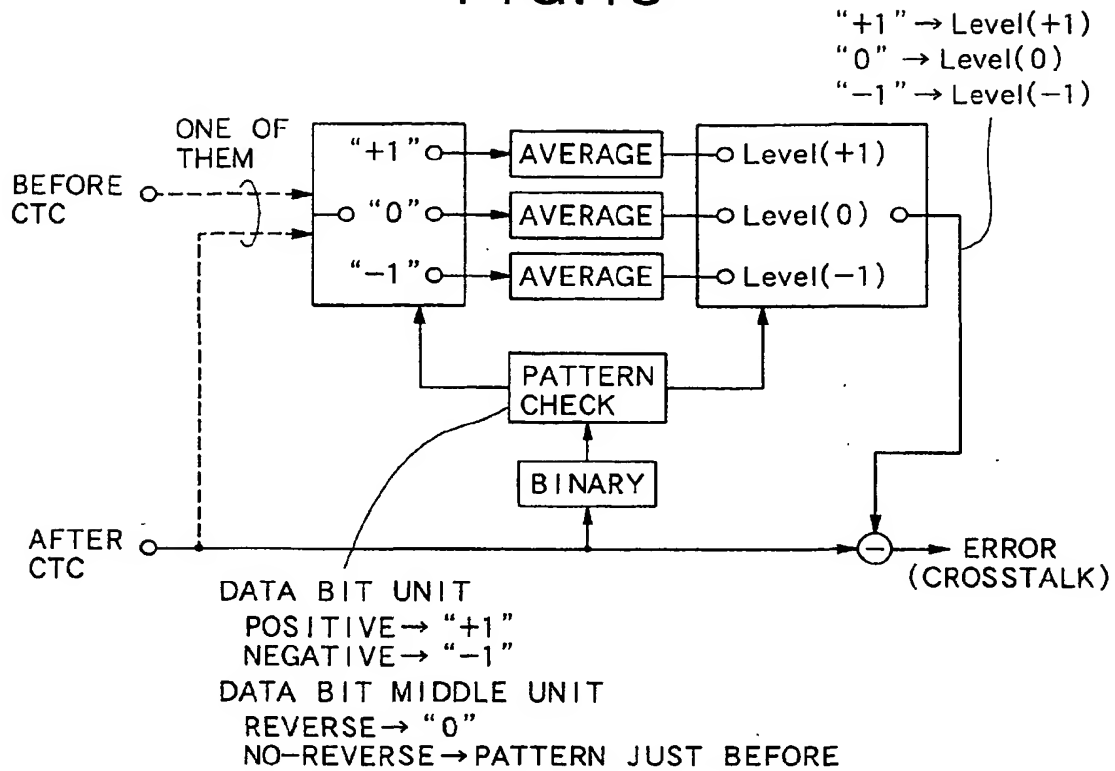 "+1" → Level(+1)
"0" → Level(0)
"−1" → Level(−1)
ONE OF
THEM
BEFORE
CTC
"+1"
"0"
"−1"
AVERAGE
AVERAGE
AVERAGE
Level(+1)
Level(0)
Level(−1)
PATTERN
CHECK
BINARY
AFTER
CTC
−
ERROR
(CROSSTALK)
DATA BIT UNIT
POSITIVE→ "+1"
NEGATIVE→ "−1"
DATA BIT MIDDLE UNIT
REVERSE→ "0"
NO−REVERSE→PATTERN JUST BEFORE